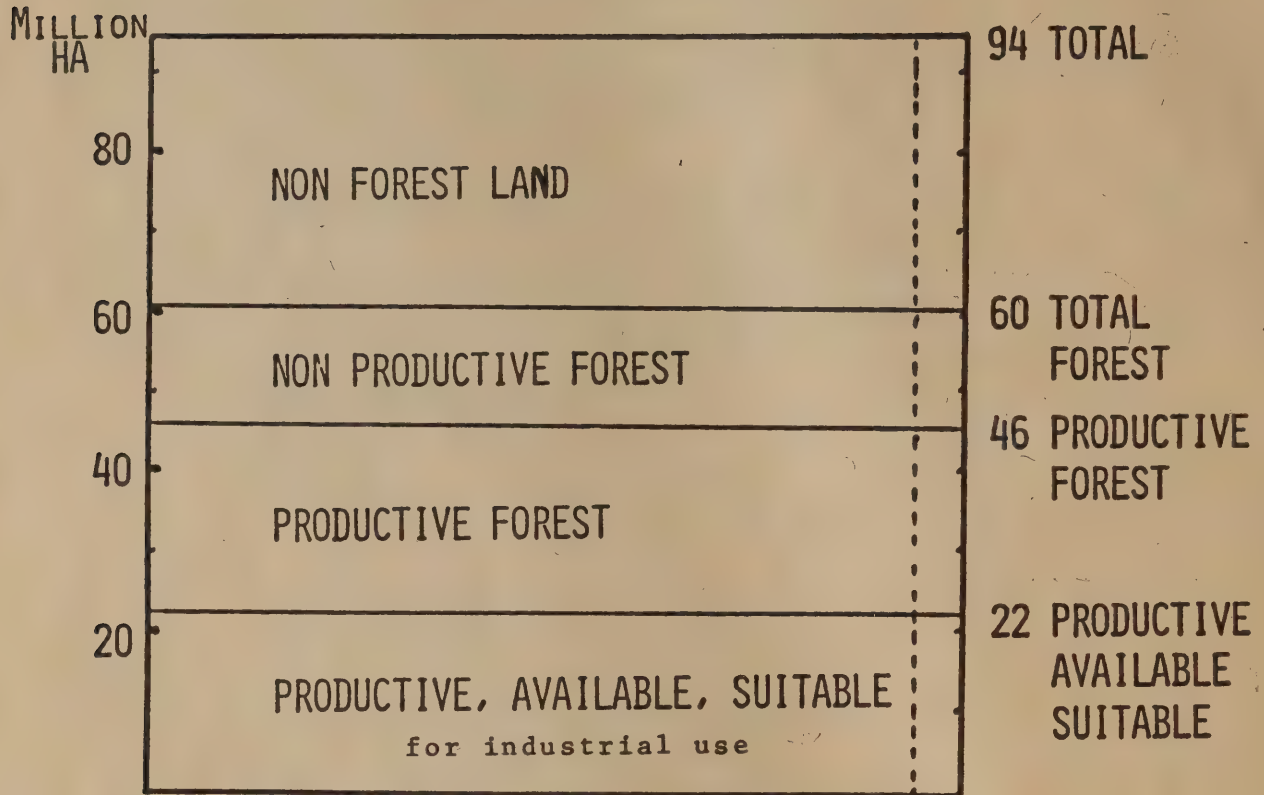 MILLION
HA
94 TOTAL
80
NON FOREST LAND
60
60 TOTAL
FOREST
NON PRODUCTIVE FOREST
46 PRODUCTIVE
FOREST
40
PRODUCTIVE FOREST
22 PRODUCTIVE
AVAILABLE
SUITABLE
20
PRODUCTIVE, AVAILABLE, SUITABLE
for industrial use